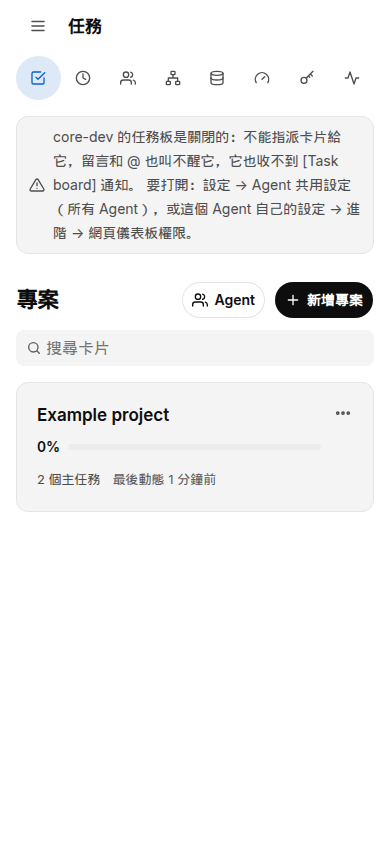 任務
core-dev 的任務板是關閉的：不能指派卡片給
它，留言和 @ 也叫不醒它，它也收不到 [Task
board] 通知。 要打開：設定 → Agent 共用設定
（所有 Agent），或這個 Agent 自己的設定 → 進
階 → 網頁儀表板權限。
專案
Agent
新增專案
搜尋卡片
Example project
0%
2 個主任務 最後動態 1 分鐘前